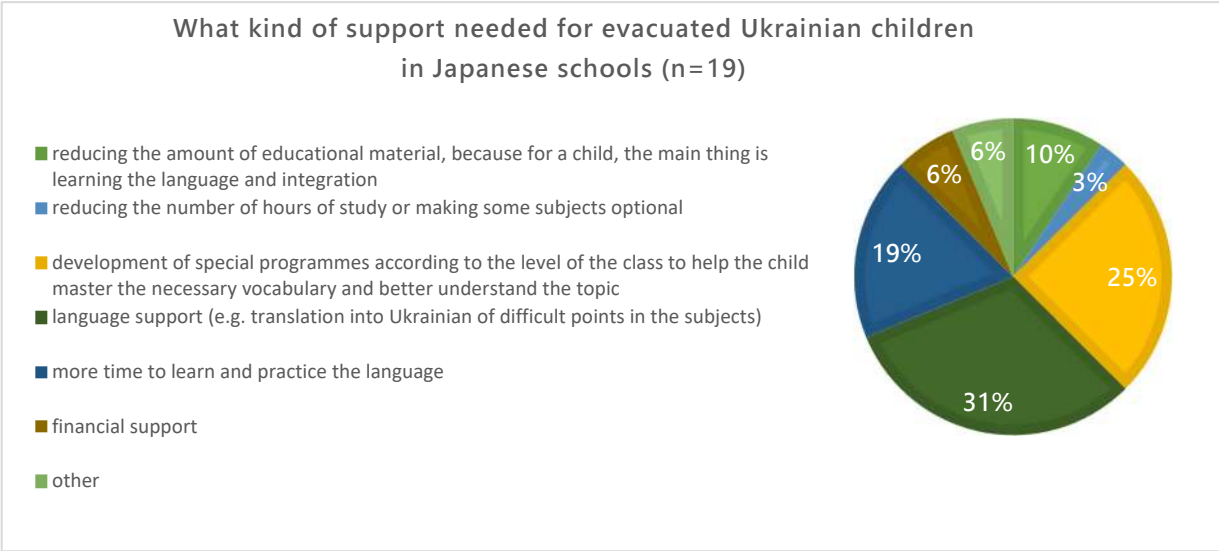 What kind of support needed for evacuated Ukrainian children
in Japanese schools (n=19)
reducing the amount of educational material, because for a child, the main thing is
learning the language and integration
reducing the number of hours of study or making some subjects optional
development of special programmes according to the level of the class to help the child
master the necessary vocabulary and better understand the topic
language support (e.g. translation into Ukrainian of difficult points in the subjects)
more time to learn and practice the language
financial support
other
10%
3%
25%
31%
19%
6%
6%